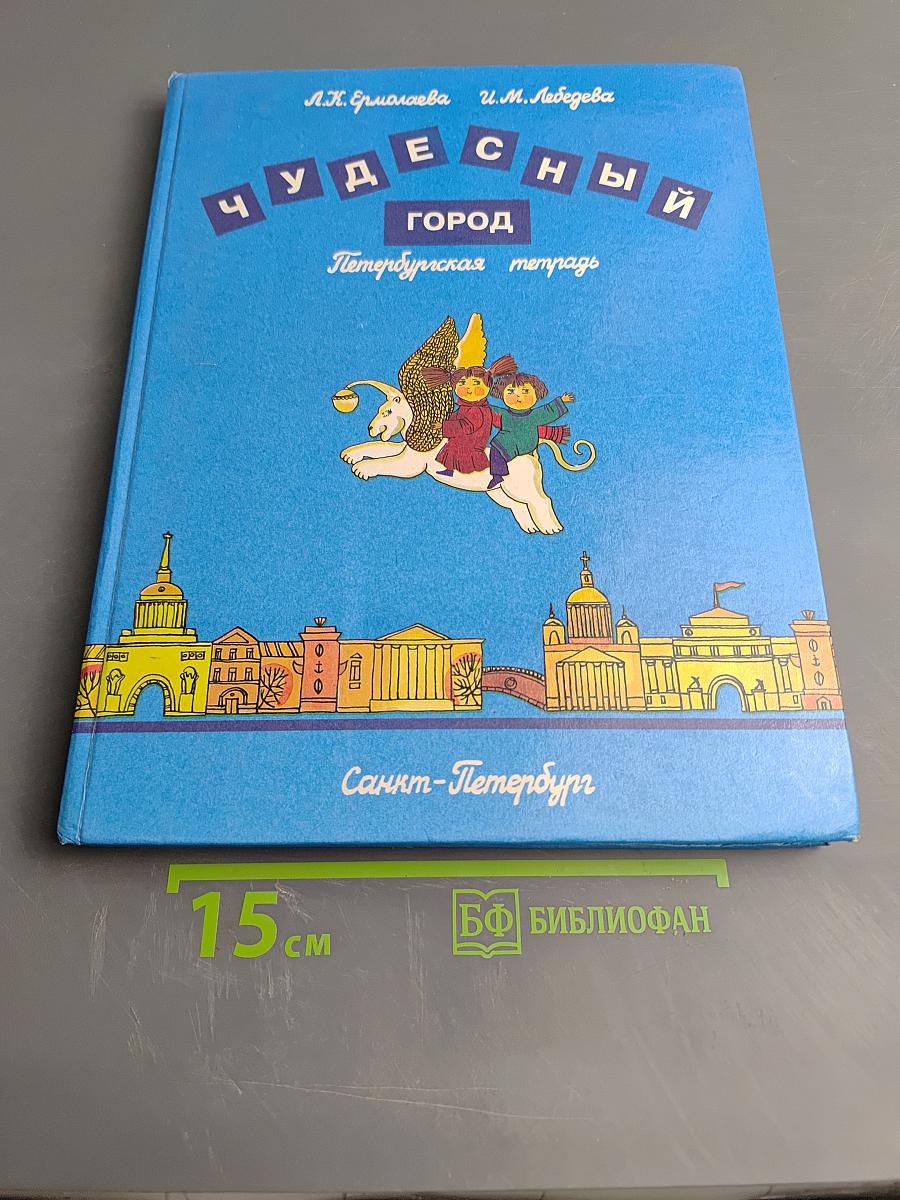 Л.К. Ермолаева И.М. Лебедева
ЧУДЕСНЫЙ
ГОРОД
Петербургская тетрадь
Санкт-Петербург
15 см
БФ БИБЛИОФАН